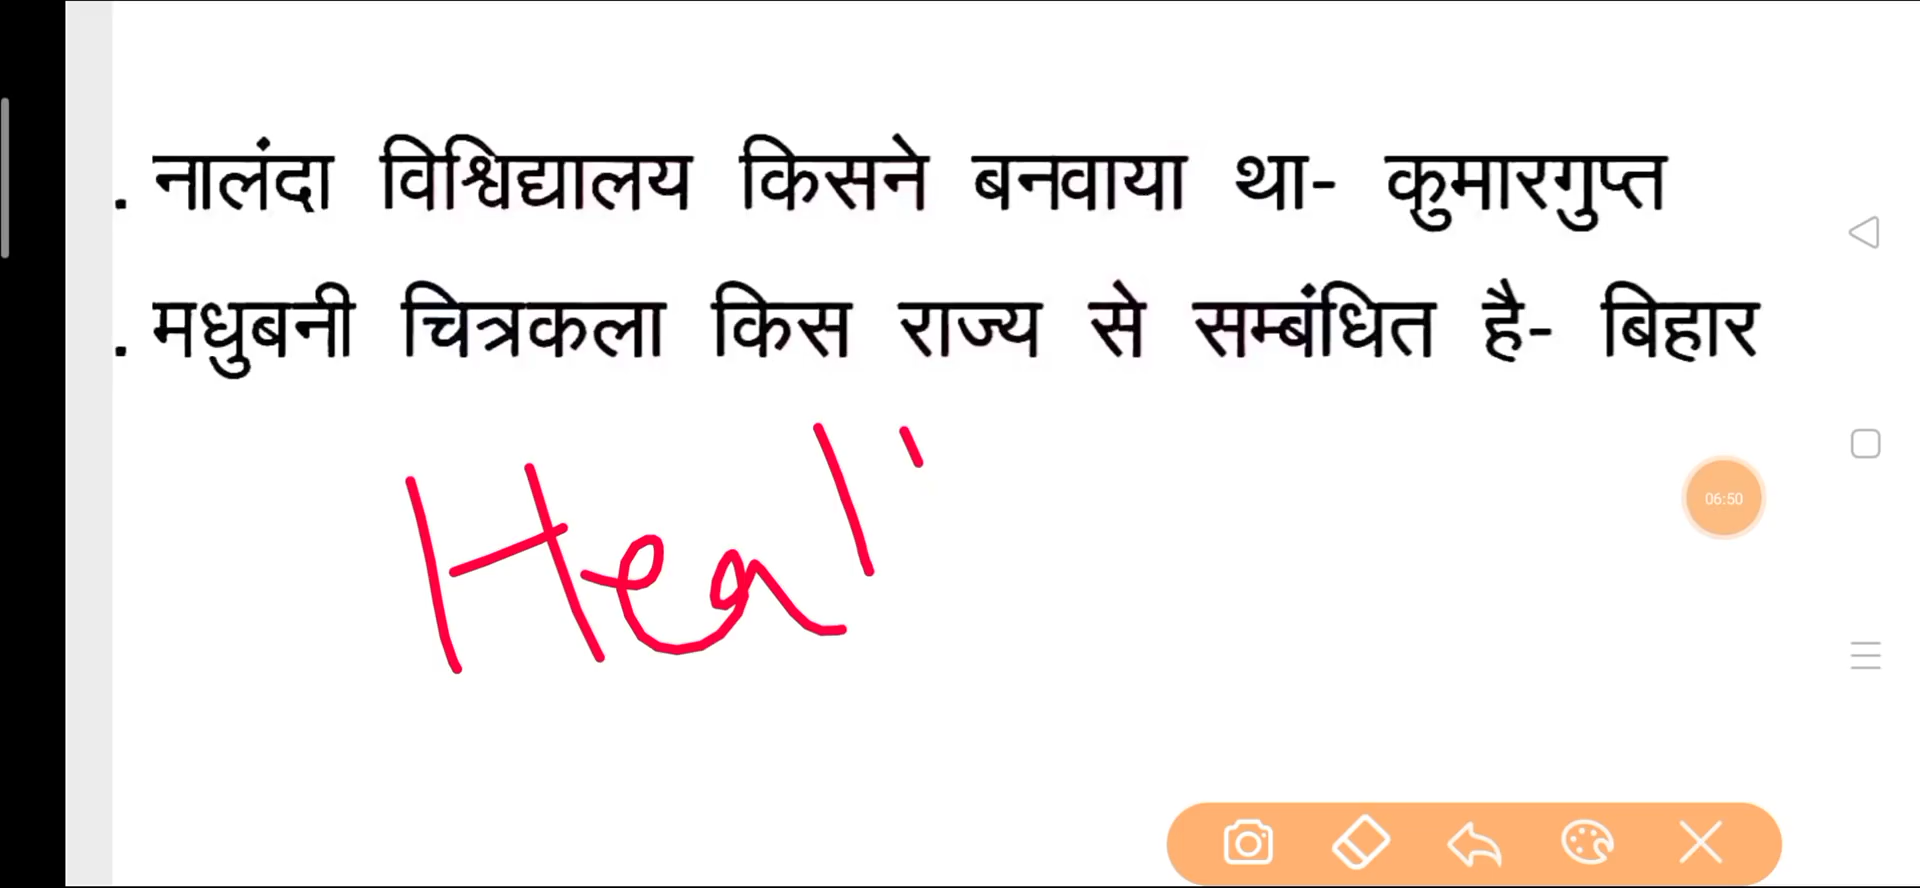 . नालंदा विश्विद्यालय किसने बनवाया था- कुमारगुप्त
. मधुबनी चित्रकला किस राज्य से सम्बंधित है- बिहार
Heal'
06:50